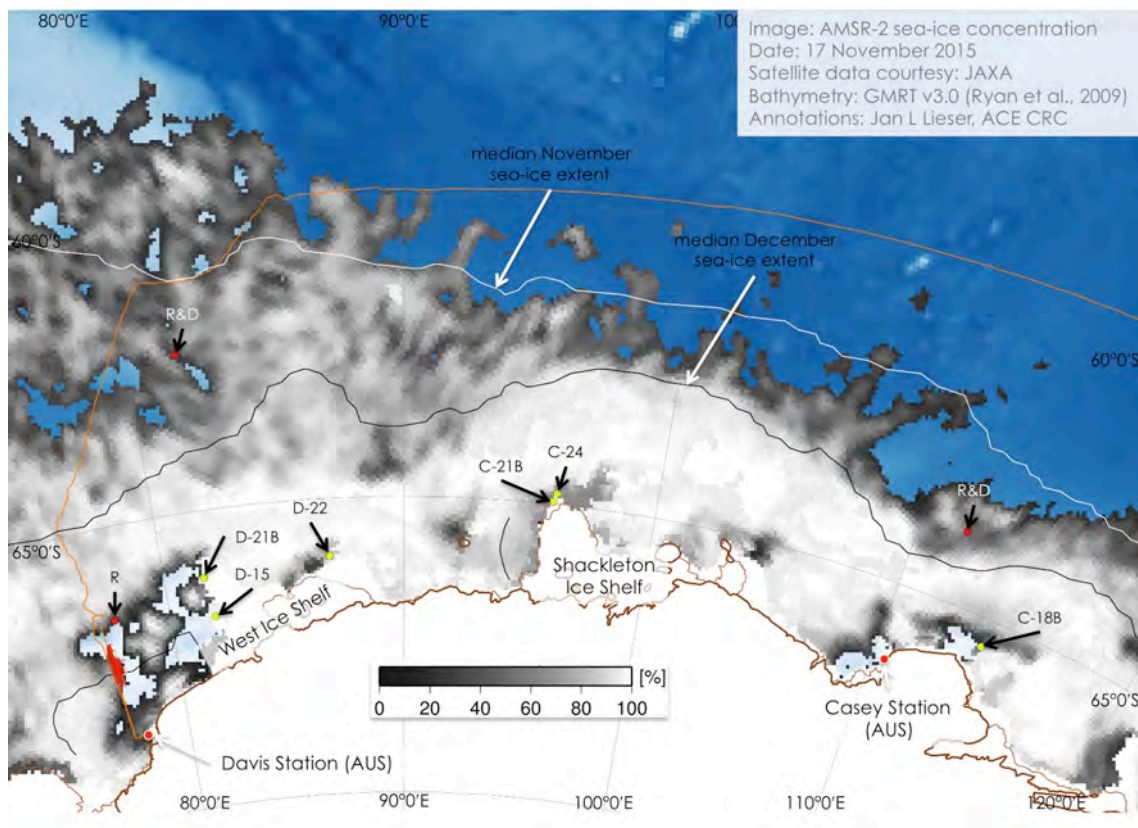 80°0'E
90°0'E
10
Image: AMSR-2 sea-ice concentration
Date: 17 November 2015
Satellite data courtesy: JAXA
Bathymetry: GMRT v3.0 (Ryan et al., 2009)
Annotations: Jan L Lieser, ACE CRC
median November
sea-ice extent
60°0'S
median December
sea-ice extent
R&D
60°0'S
C-24
C-21B
R&D
D-22
65°0'S
D-21B
R
D-15
Shackleton
Ice Shelf
West Ice Shelf
C-18B
[%]
0 20 40 60 80 100
65°0'S
Casey Station
(AUS)
Davis Station (AUS)
80°0'E
90°0'E
100°0'E
110°0'E
120°0'E